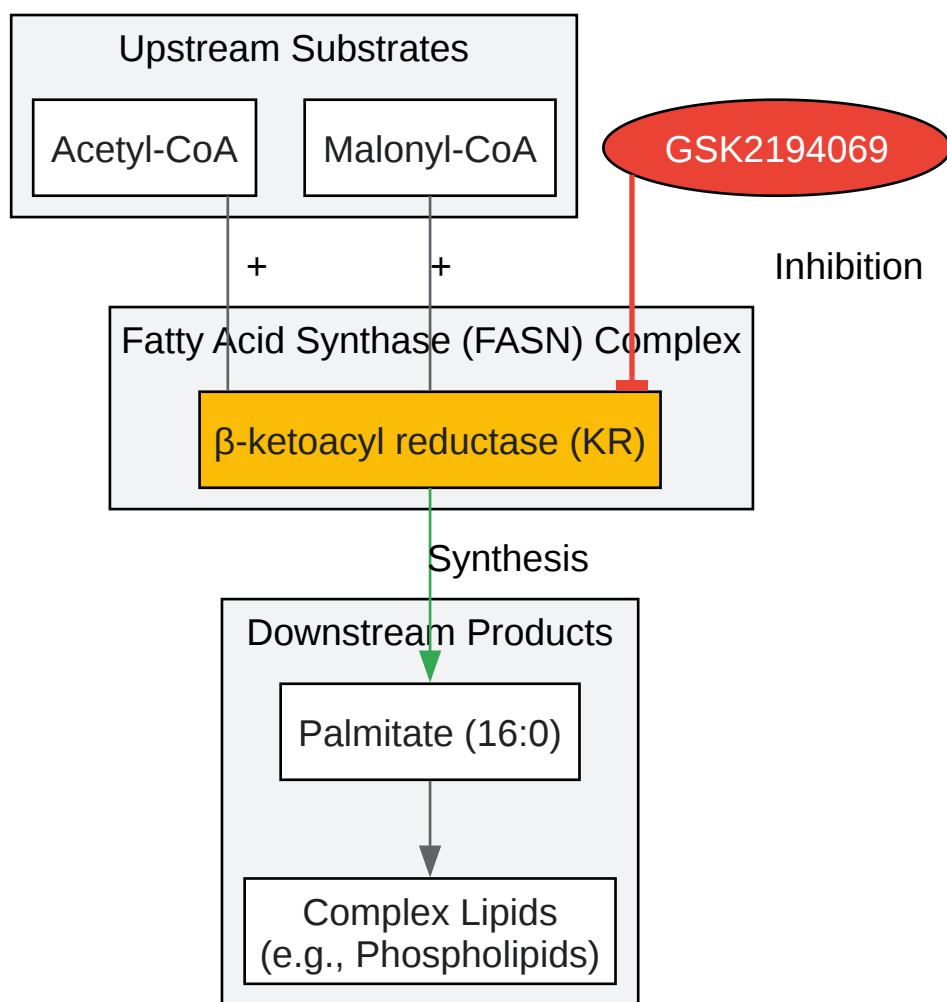 Upstream Substrates
Acetyl-CoA
Malonyl-CoA
GSK2194069
+
+
Inhibition
Fatty Acid Synthase (FASN) Complex
β-ketoacyl reductase (KR)
Synthesis
Downstream Products
Palmitate (16:0)
Complex Lipids
(e.g., Phospholipids)